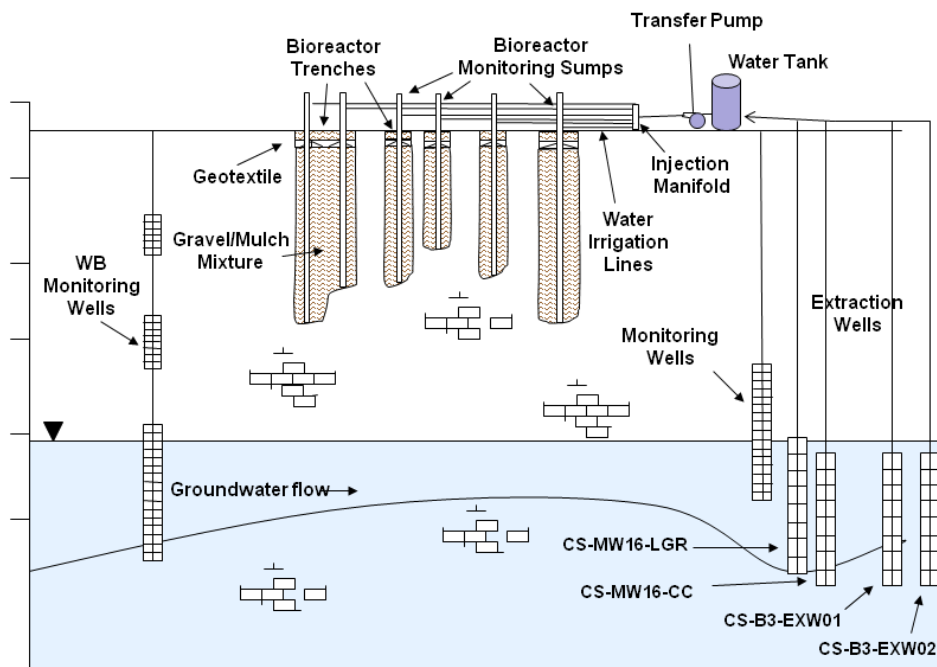 Transfer Pump
Water Tank
Bioreactor
Trenches
Bioreactor
Monitoring Sumps
Geotextile
Injection
Manifold
Gravel/Mulch
Mixture
Water
Irrigation
Lines
WB
Monitoring
Wells
Extraction
Wells
Monitoring
Wells
Groundwater flow
CS-MW16-LGR
CS-MW16-CC
CS-B3-EXW01
CS-B3-EXW02